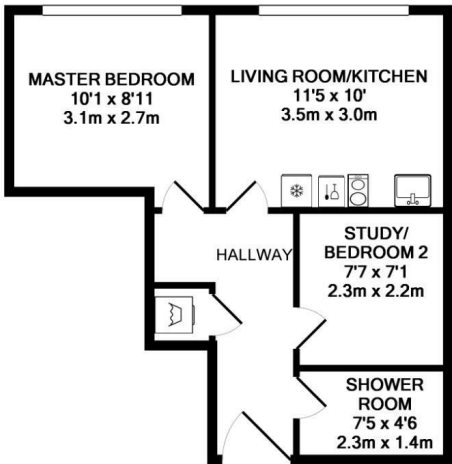 MASTER BEDROOM
10'1 x 8'11
3.1m x 2.7m
LIVING ROOM/KITCHEN
11'5 x 10'
3.5m x 3.0m
HALLWAY
STUDY/
BEDROOM 2
7'7 x 7'1
2.3m x 2.2m
SHOWER
ROOM
7'5 x 4'6
2.3m x 1.4m